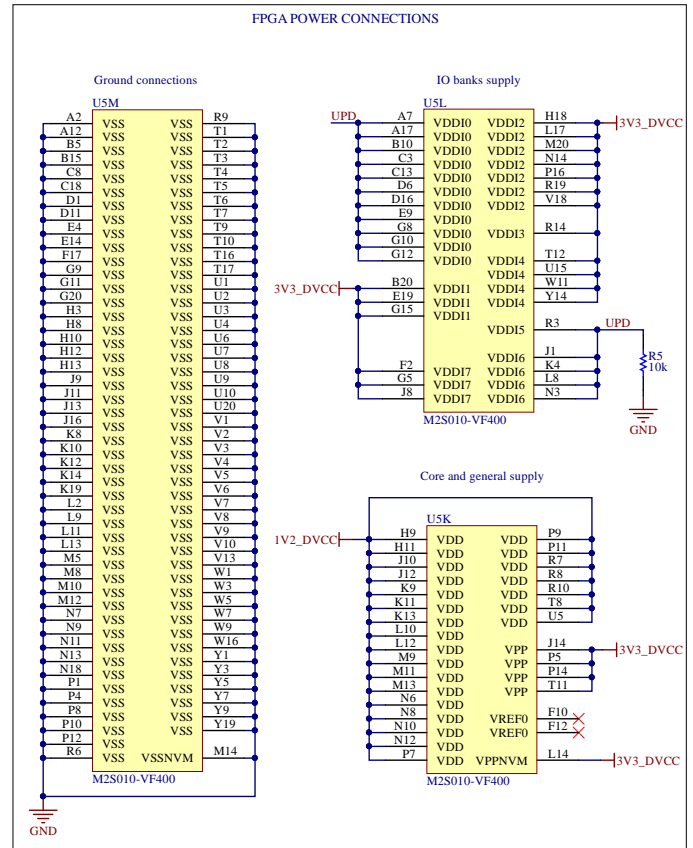 FPGA POWER CONNECTIONS
Ground connections
U5M
A2 VSS VSS R9
A12 VSS VSS T1
B5 VSS VSS T2
B15 VSS VSS T3
C8 VSS VSS T4
C18 VSS VSS T5
D1 VSS VSS T6
D11 VSS VSS T7
E4 VSS VSS T9
E14 VSS VSS T10
F17 VSS VSS T16
G9 VSS VSS T17
G11 VSS VSS U1
G20 VSS VSS U2
H3 VSS VSS U3
H8 VSS VSS U4
H10 VSS VSS U6
H12 VSS VSS U7
H13 VSS VSS U8
J9 VSS VSS U9
J11 VSS VSS U10
J13 VSS VSS U20
J16 VSS VSS V1
K8 VSS VSS V2
K10 VSS VSS V3
K12 VSS VSS V4
K14 VSS VSS V5
K19 VSS VSS V6
L2 VSS VSS V7
L9 VSS VSS V8
L11 VSS VSS V9
L13 VSS VSS V10
M5 VSS VSS V13
M8 VSS VSS W1
M10 VSS VSS W3
M12 VSS VSS W5
N7 VSS VSS W7
N9 VSS VSS W9
N11 VSS VSS W16
N13 VSS VSS Y1
N18 VSS VSS Y3
P1 VSS VSS Y5
P4 VSS VSS Y7
P8 VSS VSS Y9
P10 VSS VSS Y19
P12 VSS
R6 VSS VSSNVM M14
M2S010-VF400
GND
IO banks supply
U5L
UPD A7 VDDI0 VDDI2 H18 3V3_DVCC
A17 VDDI0 VDDI2 L17
B10 VDDI0 VDDI2 M20
C3 VDDI0 VDDI2 N14
C13 VDDI0 VDDI2 P16
D6 VDDI0 VDDI2 R19
D16 VDDI0 VDDI2 V18
E9 VDDI0
G8 VDDI0 VDDI3 R14
G10 VDDI0
G12 VDDI0 VDDI4 T12
VDDI4 U15
3V3_DVCC B20 VDDI1 VDDI4 W11
E19 VDDI1 VDDI4 Y14
G15 VDDI1
VDDI5 R3 UPD
VDDI6 J1
F2 VDDI7 VDDI6 K4
G5 VDDI7 VDDI6 L8
J8 VDDI7 VDDI6 N3
R5
10k
GND
M2S010-VF400
Core and general supply
U5K
1V2_DVCC H9 VDD VDD P9
H11 VDD VDD P11
J10 VDD VDD R7
J12 VDD VDD R8
K9 VDD VDD R10
K11 VDD VDD T8
K13 VDD VDD U5
L10 VDD
L12 VDD VPP J14 3V3_DVCC
M9 VDD VPP P5
M11 VDD VPP P14
M13 VDD VPP T11
N6 VDD
N8 VDD VREF0 F10
N10 VDD VREF0 F12
N12 VDD
P7 VDD VPPNVM L14 3V3_DVCC
M2S010-VF400